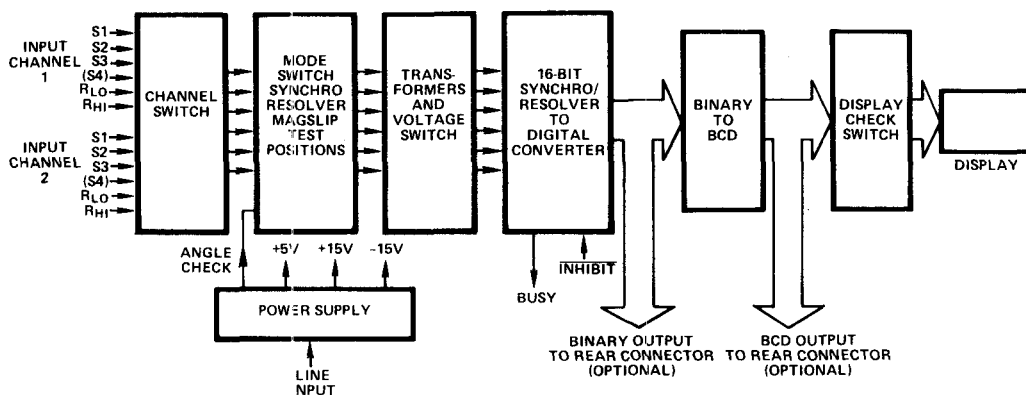 INPUT
CHANNEL
1
S1
S2
S3
(S4)
RLO
RHI
INPUT
CHANNEL
2
S1
S2
S3
(S4)
RLO
RHI
CHANNEL
SWITCH
MODE
SWITCH
SYNCHRO
RESOLVER
MAGSLIP
TEST
POSITIONS
TRANS-
FORMERS
AND
VOLTAGE
SWITCH
16-BIT
SYNCHRO/
RESOLVER
TO
DIGITAL
CONVERTER
BINARY
TO
BCD
DISPLAY
CHECK
SWITCH
DISPLAY
ANGLE
CHECK
+5V
+15V
-15V
POWER SUPPLY
LINE
NPUT
BUSY
INHIBIT
BINARY OUTPUT
TO REAR CONNECTOR
(OPTIONAL)
BCD OUTPUT
TO REAR CONNECTOR
(OPTIONAL)